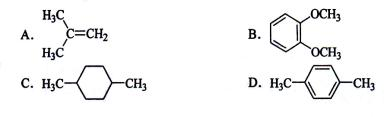 A. H₃C H₃C C=CH₂
B. OCH₃ OCH₃
C. H₃C CH₃
D. H₃C CH₃